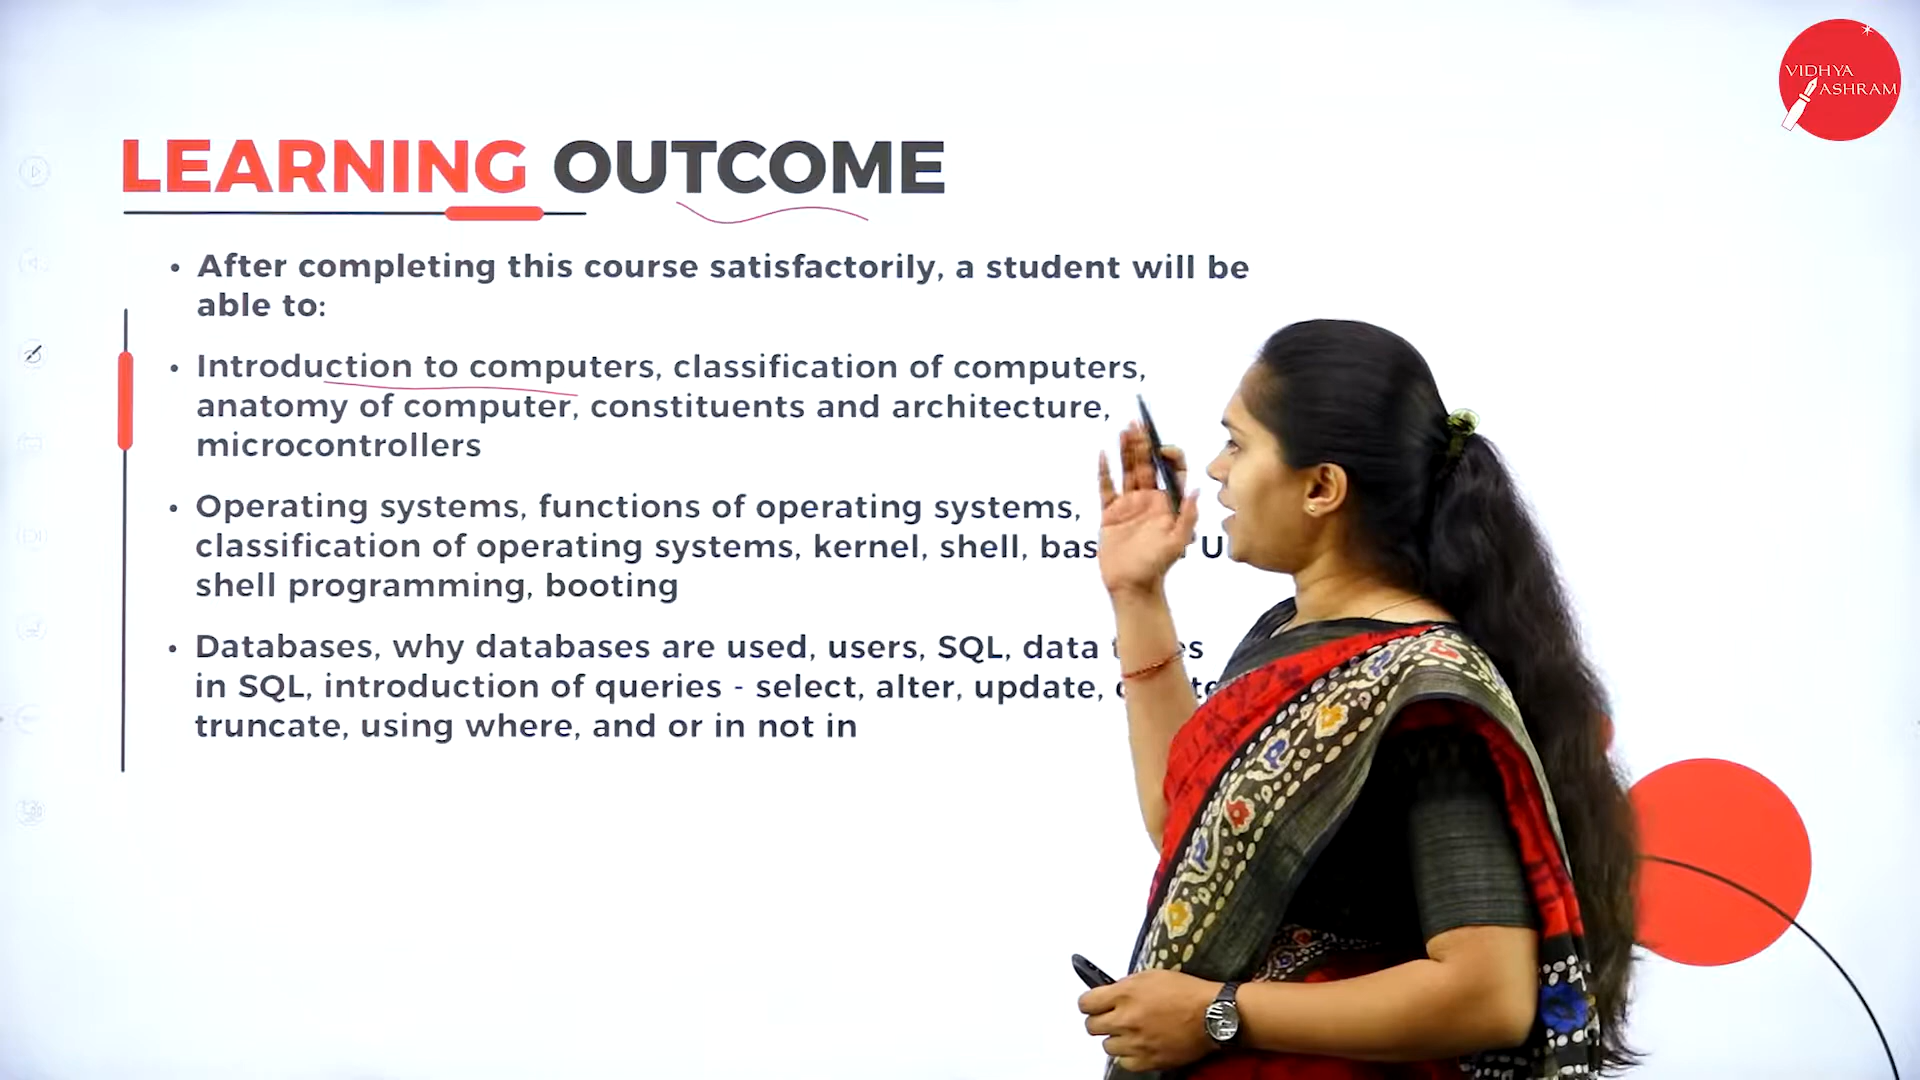 VIDHYA
ASHRAM
LEARNING OUTCOME
• After completing this course satisfactorily, a student will be
able to:
• Introduction to computers, classification of computers,
anatomy of computer, constituents and architecture,
microcontrollers
• Operating systems, functions of operating systems,
classification of operating systems, kernel, shell,
shell programming, booting
• Databases, why databases are used, users, SQL, data
in SQL, introduction of queries - select, alter, update,
truncate, using where, and or in not in